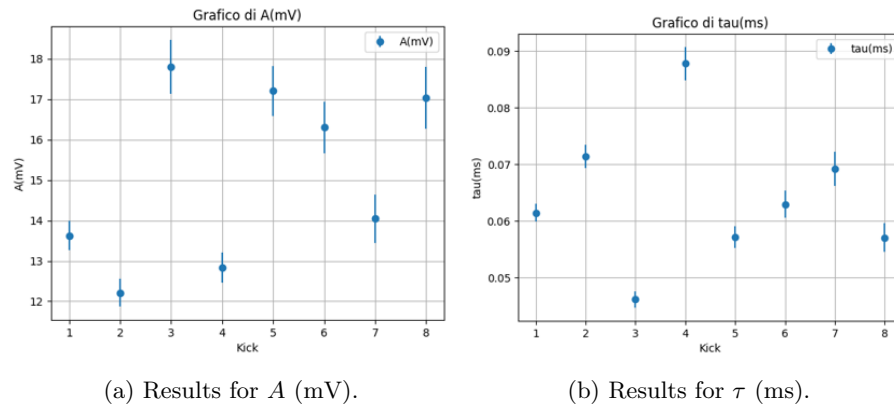 Grafico di A(mV)
A(mV)
18
17
16
15
14
13
12
A(mV)
1 2 3 4 5 6 7 8
Kick
(a) Results for A (mV).
Grafico di tau(ms)
tau(ms)
0.09
0.08
0.07
0.06
0.05
tau(ms)
1 2 3 4 5 6 7 8
Kick
(b) Results for τ (ms).